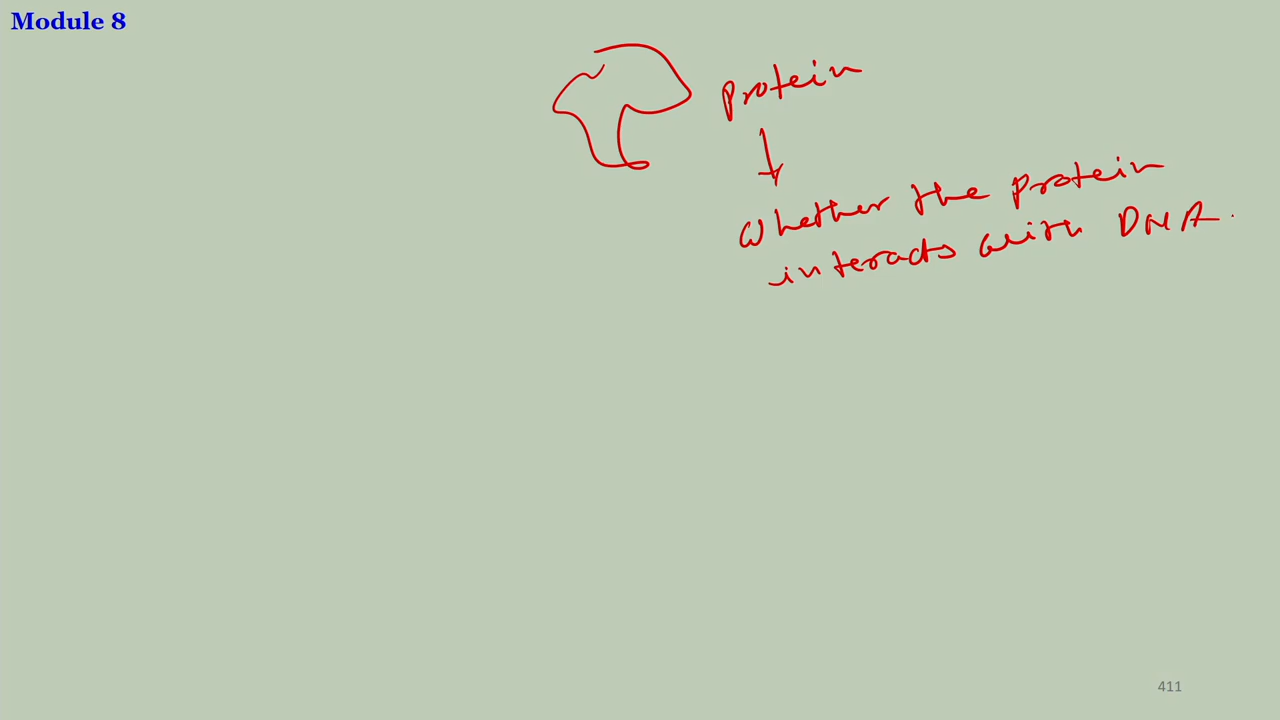 Module 8
Protein
Whether the protein
interacts with DNA.
411